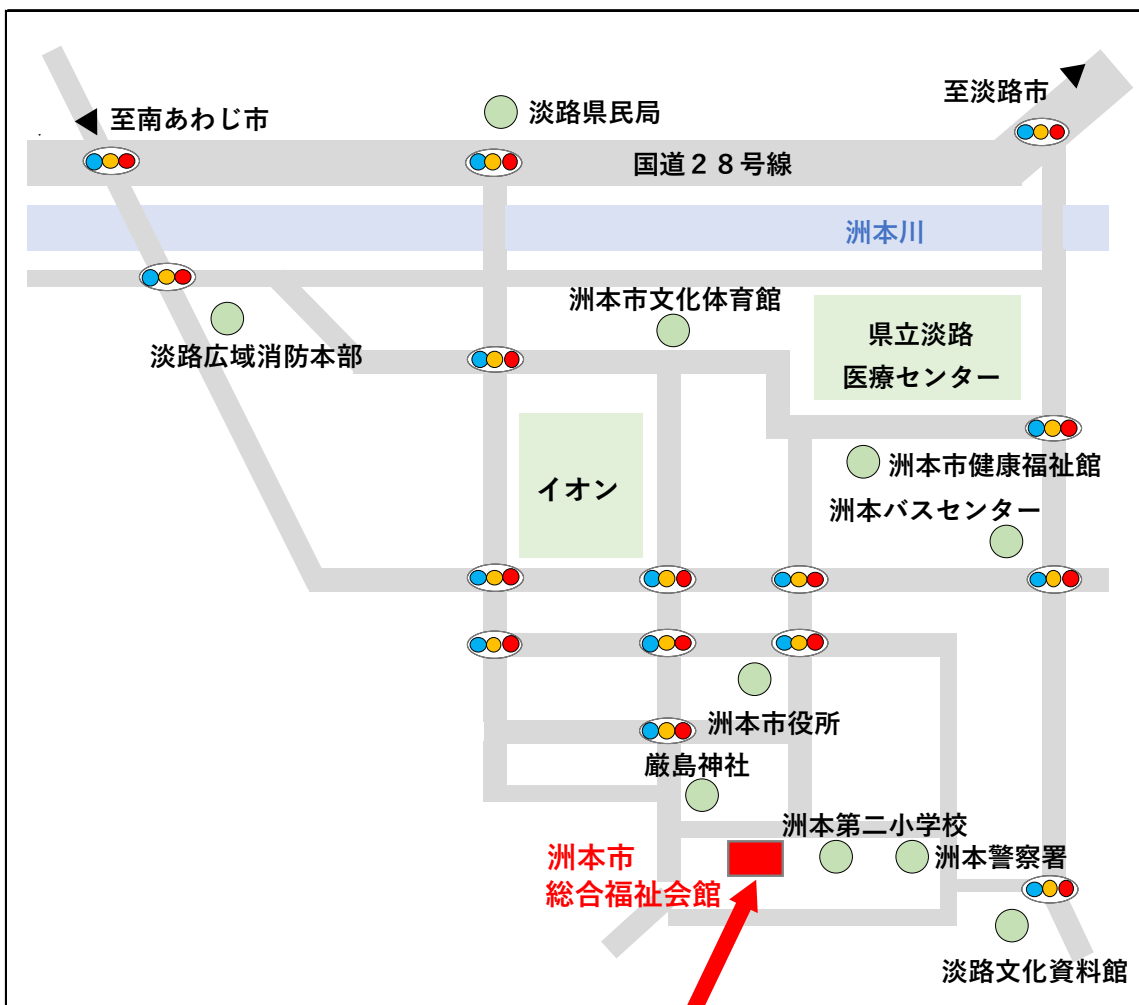 至淡路市
至南あわじ市
淡路県民局
国道２８号線
洲本川
洲本市文化体育館
県立淡路
医療センター
淡路広域消防本部
洲本市健康福祉館
イオン
洲本バスセンター
洲本市役所
厳島神社
洲本第二小学校
洲本市
総合福祉会館
洲本警察署
淡路文化資料館